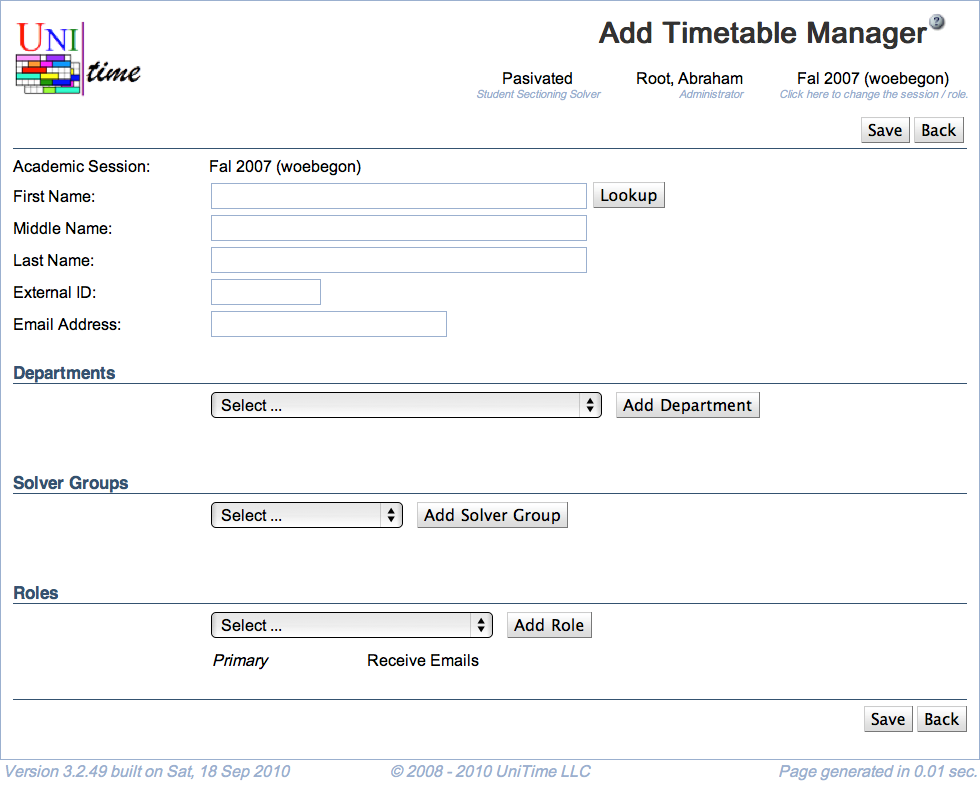 UNI
time
Add Timetable Manager ?
Pasivated Root, Abraham Fal 2007 (woebegon)
Student Sectioning Solver Administrator Click here to change the session / role.
Save Back
Academic Session: Fal 2007 (woebegon)
First Name: Lookup
Middle Name:
Last Name:
External ID:
Email Address:
Departments
Select ... Add Department
Solver Groups
Select ... Add Solver Group
Roles
Select ... Add Role
Primary Receive Emails
Save Back
Version 3.2.49 built on Sat, 18 Sep 2010 © 2008 - 2010 UniTime LLC Page generated in 0.01 sec.